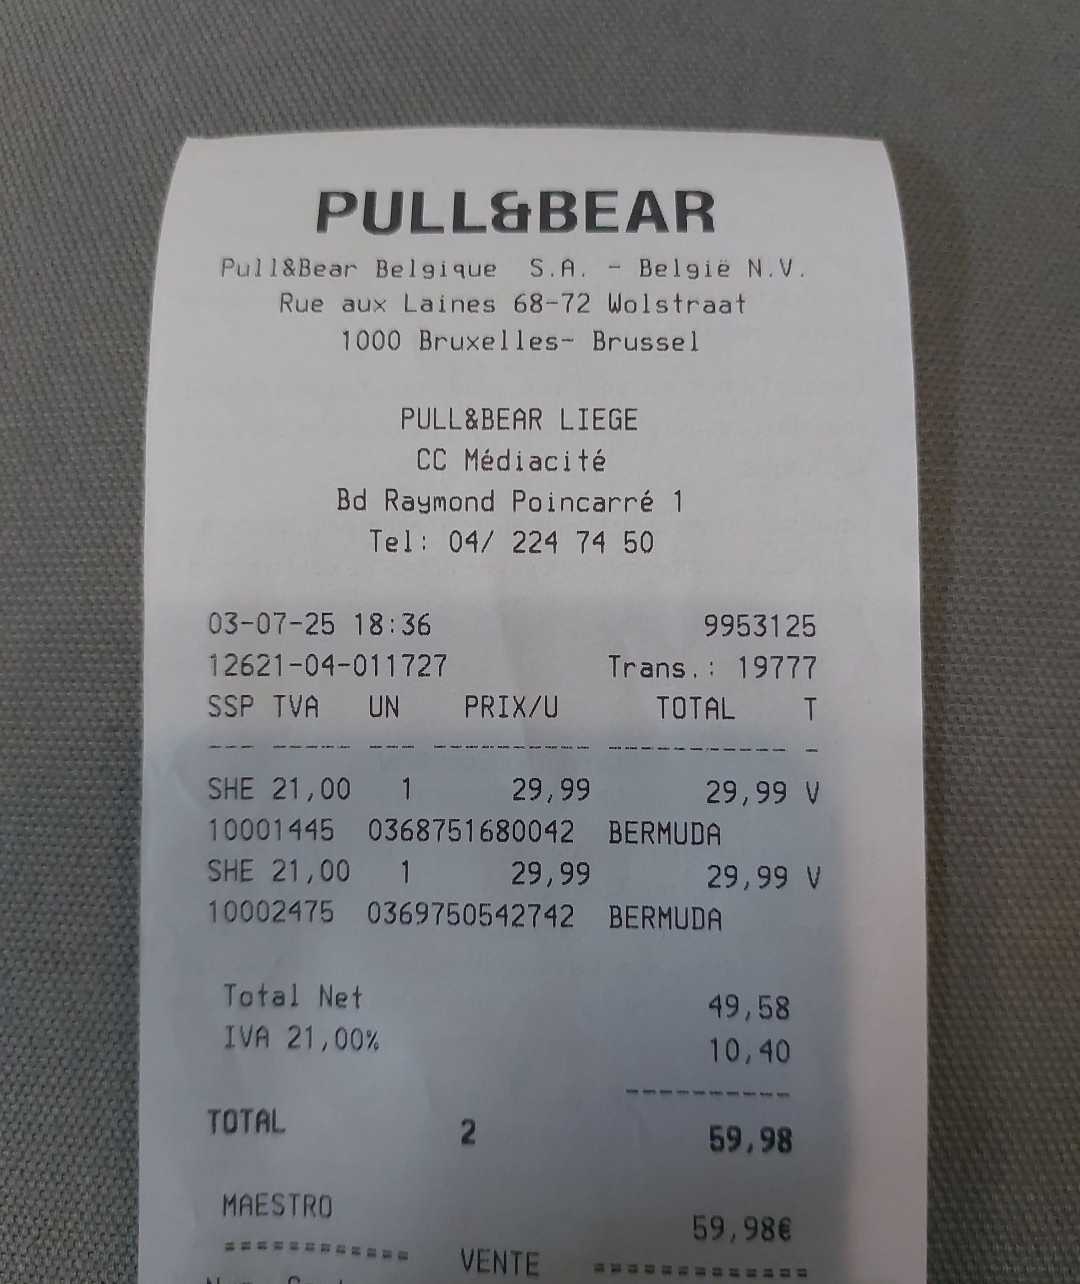 PULL&BEAR
Pull&Bear Belgique S.A. - België N.V.
Rue aux Laines 68-72 Wolstraat
1000 Bruxelles- Brussel
PULL&BEAR LIEGE
CC Médiacité
Bd Raymond Poincarré 1
Tel: 04/ 224 74 50
03-07-25 18:36 9953125
12621-04-011727 Trans.: 19777
SSP TVA UN PRIX/U TOTAL T
--- ----- --- ---------- ----------- -
SHE 21,00 1 29,99 29,99 V
10001445 0368751680042 BERMUDA
SHE 21,00 1 29,99 29,99 V
10002475 0369750542742 BERMUDA
Total Net 49,58
IVA 21,00% 10,40
----------
TOTAL 2 59,98
MAESTRO 59,98€
============ VENTE =============